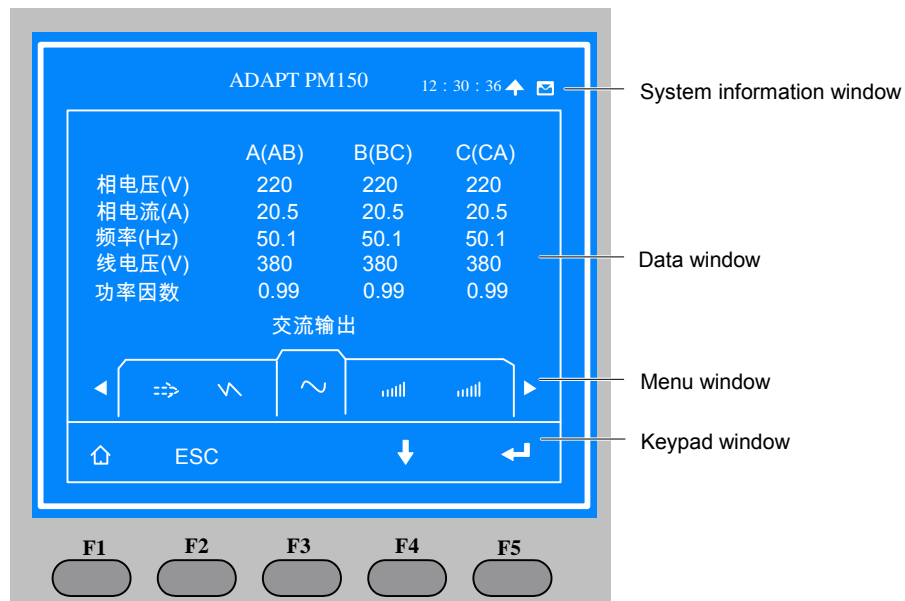 ADAPT PM150 12 : 30 : 36
System information window
A(AB) B(BC) C(CA)
相电压(V) 220 220 220
相电流(A) 20.5 20.5 20.5
频率(Hz) 50.1 50.1 50.1
线电压(V) 380 380 380
功率因数 0.99 0.99 0.99
Data window
交流输出
Menu window
ESC
Keypad window
F1 F2 F3 F4 F5